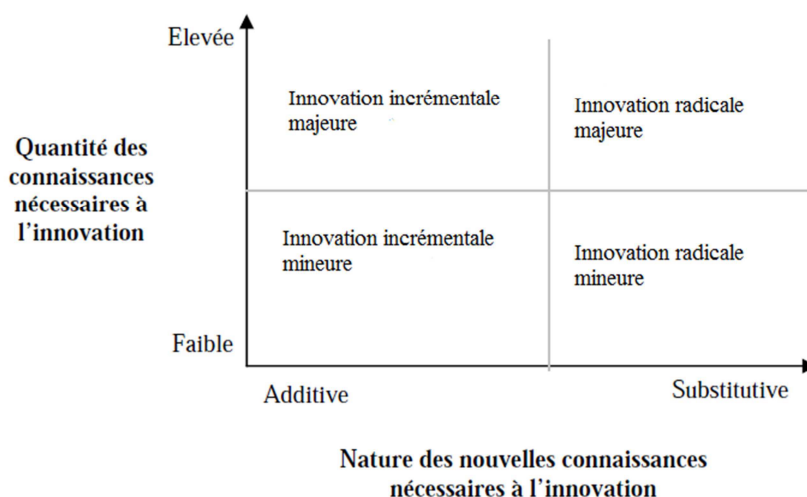 Elevée
Innovation incrémentale
majeure
Innovation radicale
majeure
Quantité des
connaissances
nécessaires à
l'innovation
Innovation incrémentale
mineure
Innovation radicale
mineure
Faible
Additive
Substitutive
Nature des nouvelles connaissances
nécessaires à l'innovation